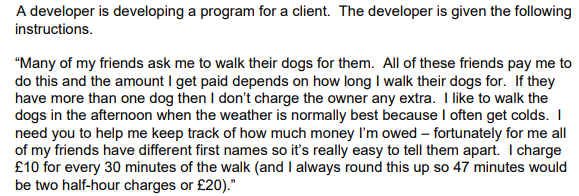 A developer is developing a program for a client.  The developer is given the following
instructions.
“Many of my friends ask me to walk their dogs for them.  All of these friends pay me to
do this and the amount I get paid depends on how long I walk their dogs for.  If they
have more than one dog then I don’t charge the owner any extra.  I like to walk the
dogs in the afternoon when the weather is normally best because I often get colds.  I
need you to help me keep track of how much money I’m owed – fortunately for me all
of my friends have different first names so it’s really easy to tell them apart.  I charge
£10 for every 30 minutes of the walk (and I always round this up so 47 minutes would
be two half-hour charges or £20).”